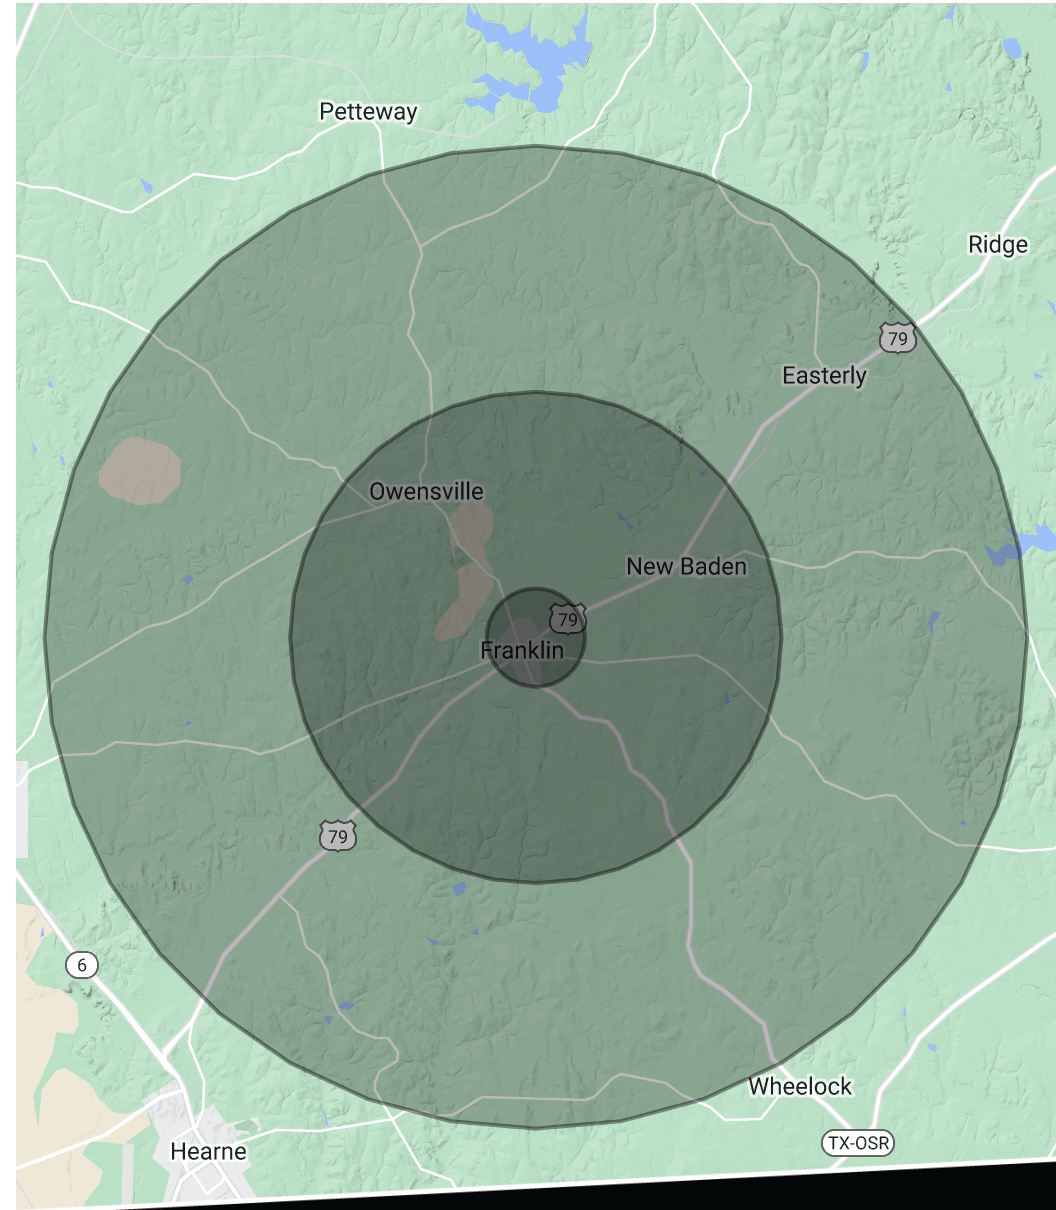 Petteway
Ridge
79
Easterly
Owensville
New Baden
79
Franklin
79
6
Wheelock
TX-OSR
Hearne